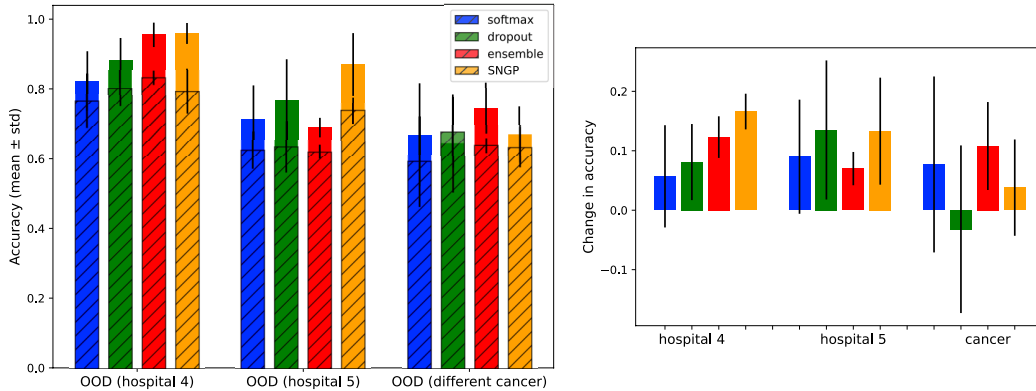 Accuracy (mean ± std)
1.0
0.8
0.6
0.4
0.2
0.0
softmax
dropout
ensemble
SNGP
OOD (hospital 4)
OOD (hospital 5)
OOD (different cancer)
Change in accuracy
0.2
0.1
0.0
−0.1
hospital 4
hospital 5
cancer